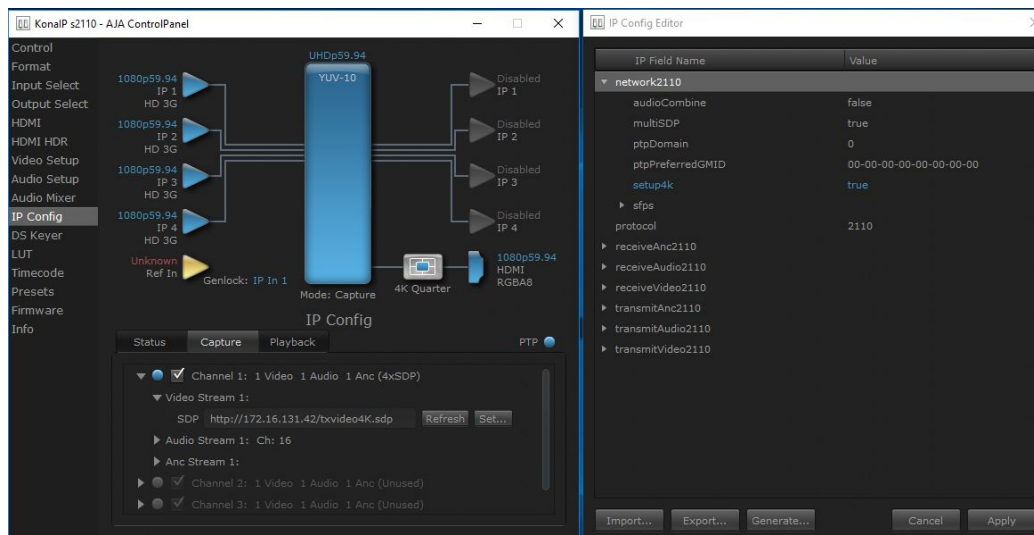 KonaIP s2110 - AJA ControlPanel
Control
Format
Input Select
Output Select
HDMI
HDMI HDR
Video Setup
Audio Setup
Audio Mixer
IP Config
DS Keyer
LUT
Timecode
Presets
Firmware
Info
UHDp59.94
YUV-10
1080p59.94
IP 1
HD 3G
1080p59.94
IP 2
HD 3G
1080p59.94
IP 3
HD 3G
1080p59.94
IP 4
HD 3G
Unknown
Ref In
Genlock: IP In 1
Mode: Capture
Disabled
IP 1
Disabled
IP 2
Disabled
IP 3
Disabled
IP 4
4K Quarter
1080p59.94
HDMI
RGBA8
IP Config
Status Capture Playback PTP
Channel 1: 1 Video 1 Audio 1 Anc (4xSDP)
Video Stream 1:
SDP http://172.16.131.42/txvideo4K.sdp Refresh Set...
Audio Stream 1: Ch: 16
Anc Stream 1:
Channel 2: 1 Video 1 Audio 1 Anc (Unused)
Channel 3: 1 Video 1 Audio 1 Anc (Unused)
IP Config Editor
IP Field Name Value
network2110
audioCombine false
multiSDP true
ptpDomain 0
ptpPreferredGMID 00-00-00-00-00-00-00-00
setup4k true
sfps
protocol 2110
receiveAnc2110
receiveAudio2110
receiveVideo2110
transmitAnc2110
transmitAudio2110
transmitVideo2110
Import... Export... Generate... Cancel Apply